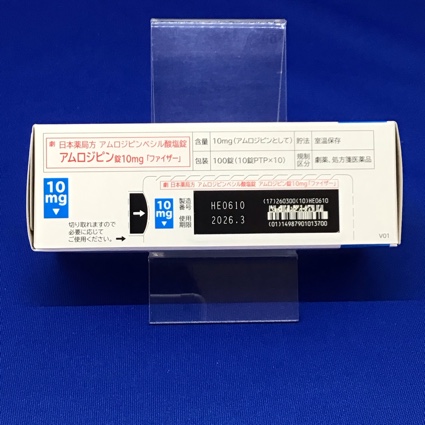 劇 日本薬局方 アムロジピンベシル酸塩錠
アムロジピン錠10mg「ファイザー」
含量 10mg(アムロジピンとして) 貯法 室温保存
包装 100錠(10錠PTP×10) 規制区分 劇薬、処方箋医薬品
10mg
切り取れますので
必要に応じて
ご使用ください。
劇 日本薬局方 アムロジピンベシル酸塩錠 アムロジピン錠10mg「ファイザー」
10mg
製造番号 HE0610
使用期限 2026.3
(17)260300(10)HE0610
(01)14987901013700
V01